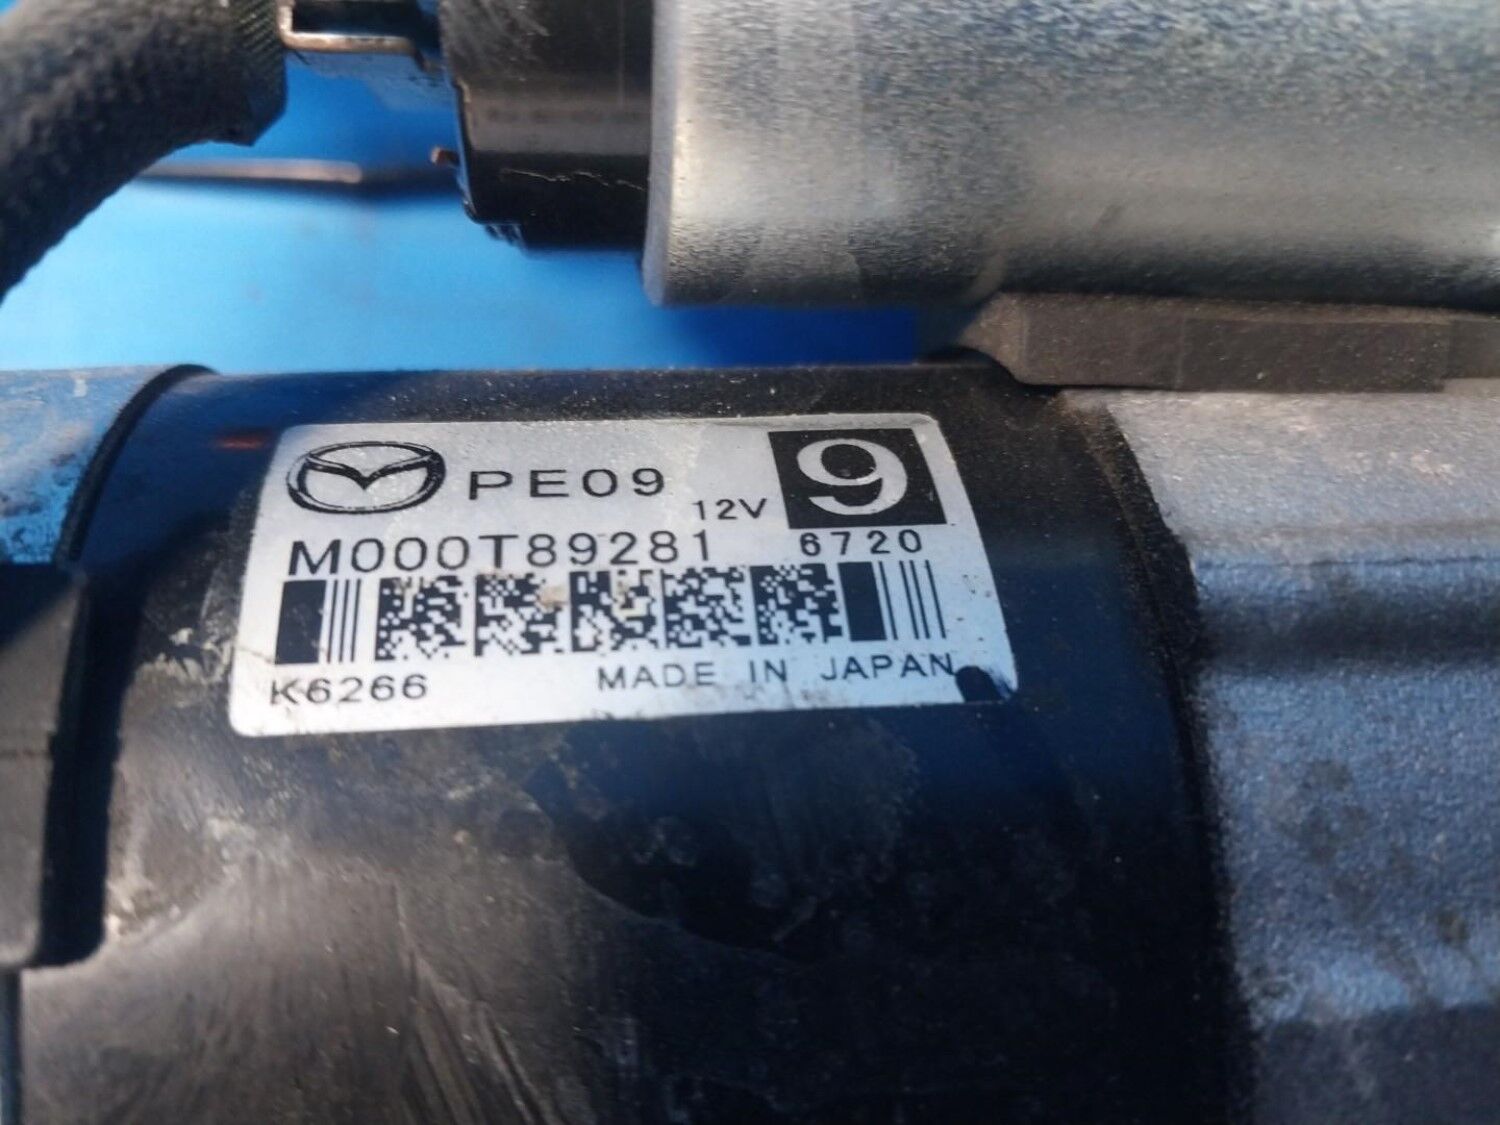 PE09 12V 9
M000T89281 6720
K6266 MADE IN JAPAN